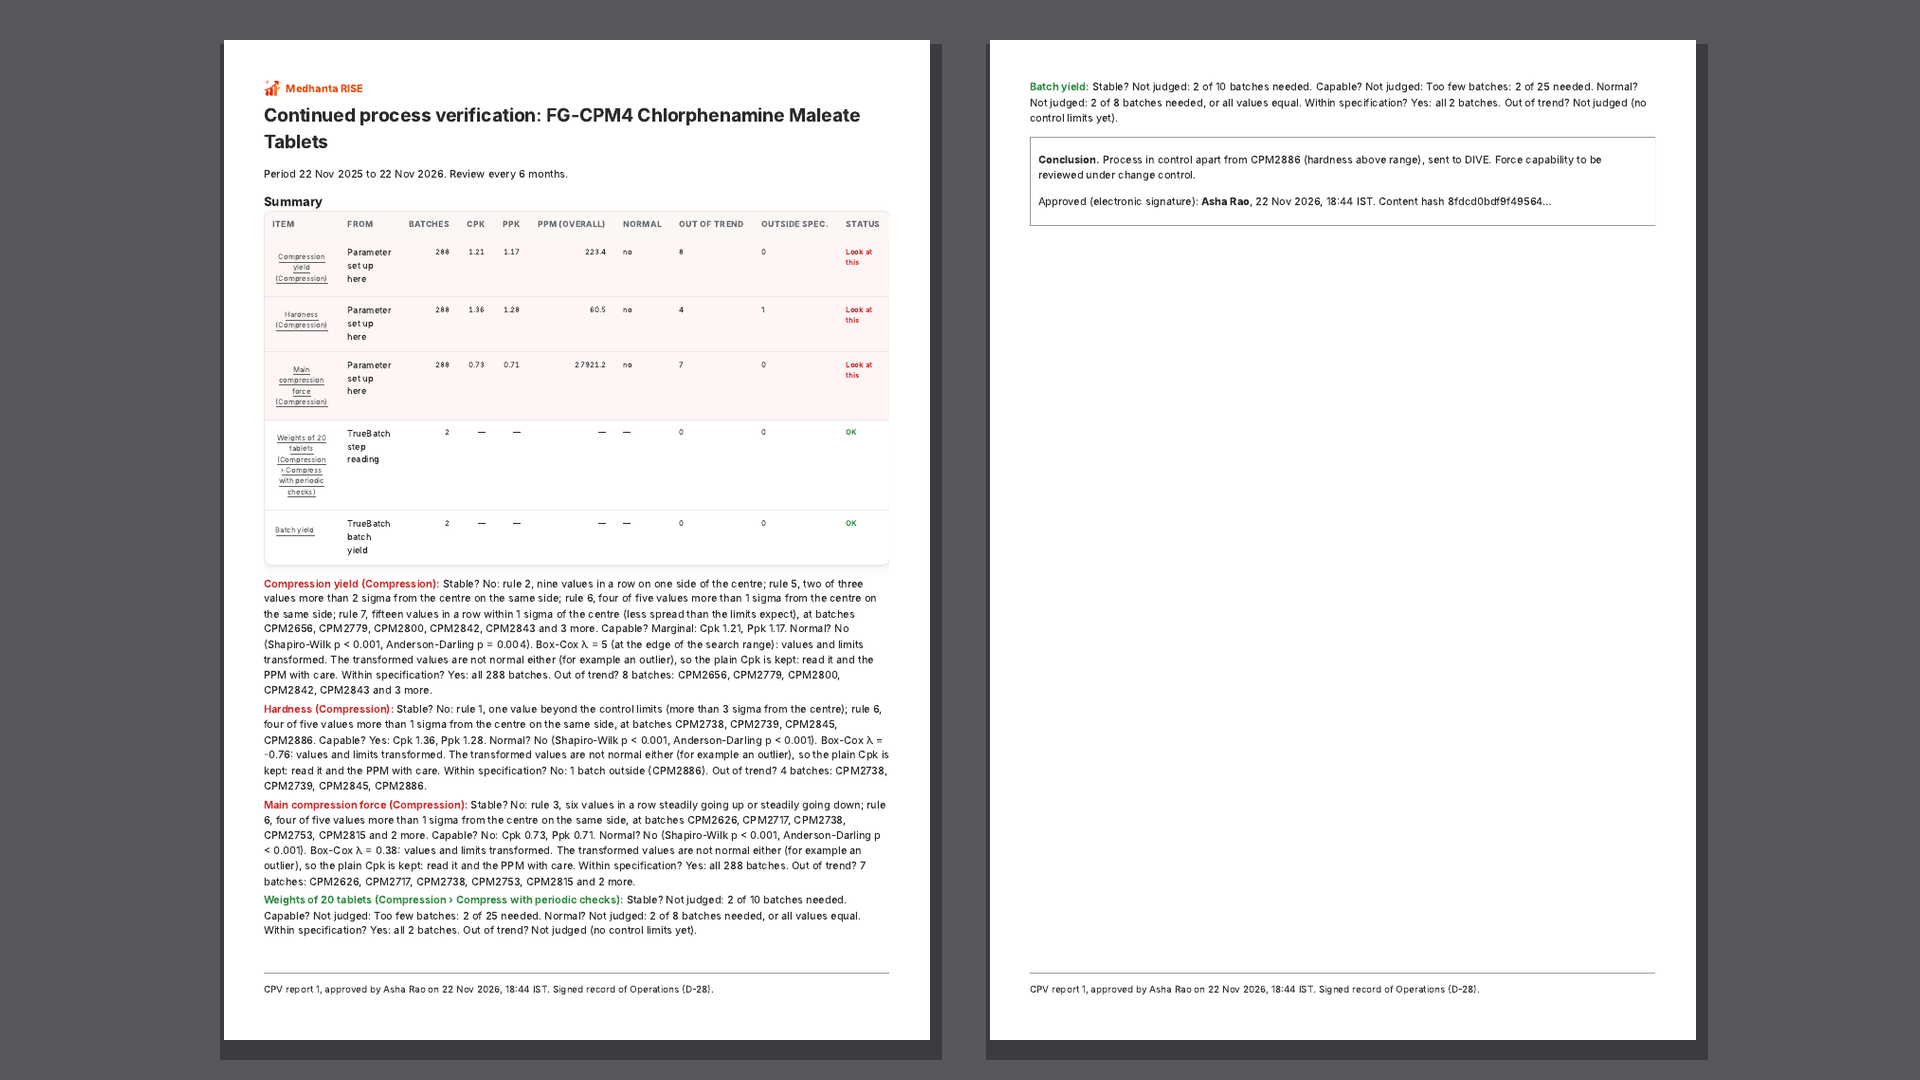 Medhanta RISE
Continued process verification: FG-CPM4 Chlorphenamine Maleate
Tablets
Period 22 Nov 2025 to 22 Nov 2026. Review every 6 months.
Summary
ITEM FROM BATCHES CPK PPK PPM (OVERALL) NORMAL OUT OF TREND OUTSIDE SPEC. STATUS
Compression yield (Compression) Parameter set up here 288 1.21 1.17 223.4 no 8 0 Look at this
Hardness (Compression) Parameter set up here 288 1.36 1.28 60.5 no 4 1 Look at this
Main compression force (Compression) Parameter set up here 288 0.73 0.71 27921.2 no 7 0 Look at this
Weights of 20 tablets (Compression › Compress with periodic checks) TrueBatch step reading 2 — — — — 0 0 OK
Batch yield TrueBatch batch yield 2 — — — — 0 0 OK
Compression yield (Compression): Stable? No: rule 2, nine values in a row on one side of the centre; rule 5, two of three
values more than 2 sigma from the centre on the same side; rule 6, four of five values more than 1 sigma from the centre on
the same side; rule 7, fifteen values in a row within 1 sigma of the centre (less spread than the limits expect), at batches
CPM2656, CPM2779, CPM2800, CPM2842, CPM2843 and 3 more. Capable? Marginal: Cpk 1.21, Ppk 1.17. Normal? No
(Shapiro-Wilk p < 0.001, Anderson-Darling p = 0.004). Box-Cox λ = 5 (at the edge of the search range): values and limits
transformed. The transformed values are not normal either (for example an outlier), so the plain Cpk is kept: read it and the
PPM with care. Within specification? Yes: all 288 batches. Out of trend? 8 batches: CPM2656, CPM2779, CPM2800,
CPM2842, CPM2843 and 3 more.
Hardness (Compression): Stable? No: rule 1, one value beyond the control limits (more than 3 sigma from the centre); rule 6,
four of five values more than 1 sigma from the centre on the same side, at batches CPM2738, CPM2739, CPM2845,
CPM2886. Capable? Yes: Cpk 1.36, Ppk 1.28. Normal? No (Shapiro-Wilk p < 0.001, Anderson-Darling p < 0.001). Box-Cox λ =
-0.76: values and limits transformed. The transformed values are not normal either (for example an outlier), so the plain Cpk is
kept: read it and the PPM with care. Within specification? No: 1 batch outside (CPM2886). Out of trend? 4 batches: CPM2738,
CPM2739, CPM2845, CPM2886.
Main compression force (Compression): Stable? No: rule 3, six values in a row steadily going up or steadily going down; rule
6, four of five values more than 1 sigma from the centre on the same side, at batches CPM2626, CPM2717, CPM2738,
CPM2753, CPM2815 and 2 more. Capable? No: Cpk 0.73, Ppk 0.71. Normal? No (Shapiro-Wilk p < 0.001, Anderson-Darling p
< 0.001). Box-Cox λ = 0.38: values and limits transformed. The transformed values are not normal either (for example an
outlier), so the plain Cpk is kept: read it and the PPM with care. Within specification? Yes: all 288 batches. Out of trend? 7
batches: CPM2626, CPM2717, CPM2738, CPM2753, CPM2815 and 2 more.
Weights of 20 tablets (Compression › Compress with periodic checks): Stable? Not judged: 2 of 10 batches needed.
Capable? Not judged: Too few batches: 2 of 25 needed. Normal? Not judged: 2 of 8 batches needed, or all values equal.
Within specification? Yes: all 2 batches. Out of trend? Not judged (no control limits yet).
CPV report 1, approved by Asha Rao on 22 Nov 2026, 18:44 IST. Signed record of Operations (D-28).
Batch yield: Stable? Not judged: 2 of 10 batches needed. Capable? Not judged: Too few batches: 2 of 25 needed. Normal?
Not judged: 2 of 8 batches needed, or all values equal. Within specification? Yes: all 2 batches. Out of trend? Not judged (no
control limits yet).
Conclusion. Process in control apart from CPM2886 (hardness above range), sent to DIVE. Force capability to be
reviewed under change control.
Approved (electronic signature): Asha Rao, 22 Nov 2026, 18:44 IST. Content hash 8fdcd0bdf9f49564…
CPV report 1, approved by Asha Rao on 22 Nov 2026, 18:44 IST. Signed record of Operations (D-28).